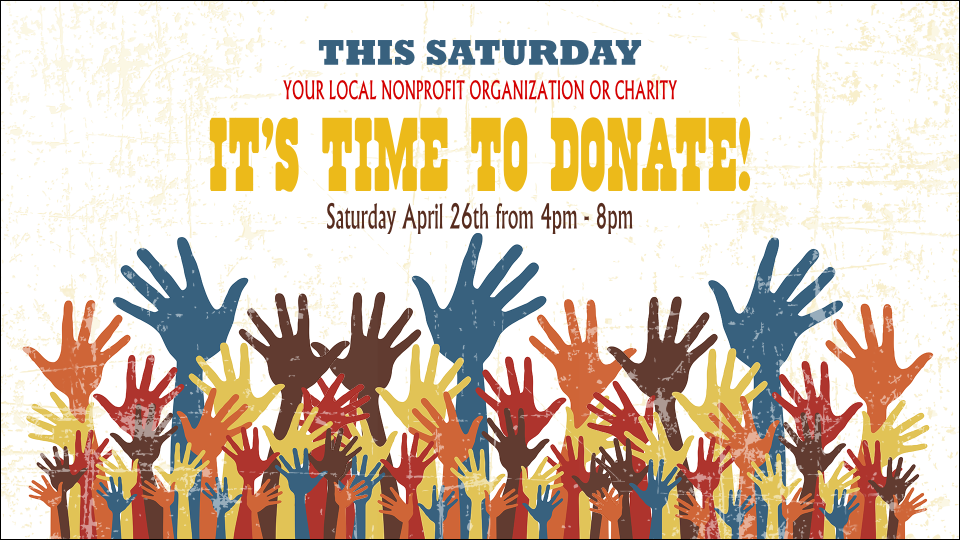 THIS SATURDAY
YOUR LOCAL NONPROFIT ORGANIZATION OR CHARITY
IT'S TIME TO DONATE!
Saturday April 26th from 4pm - 8pm